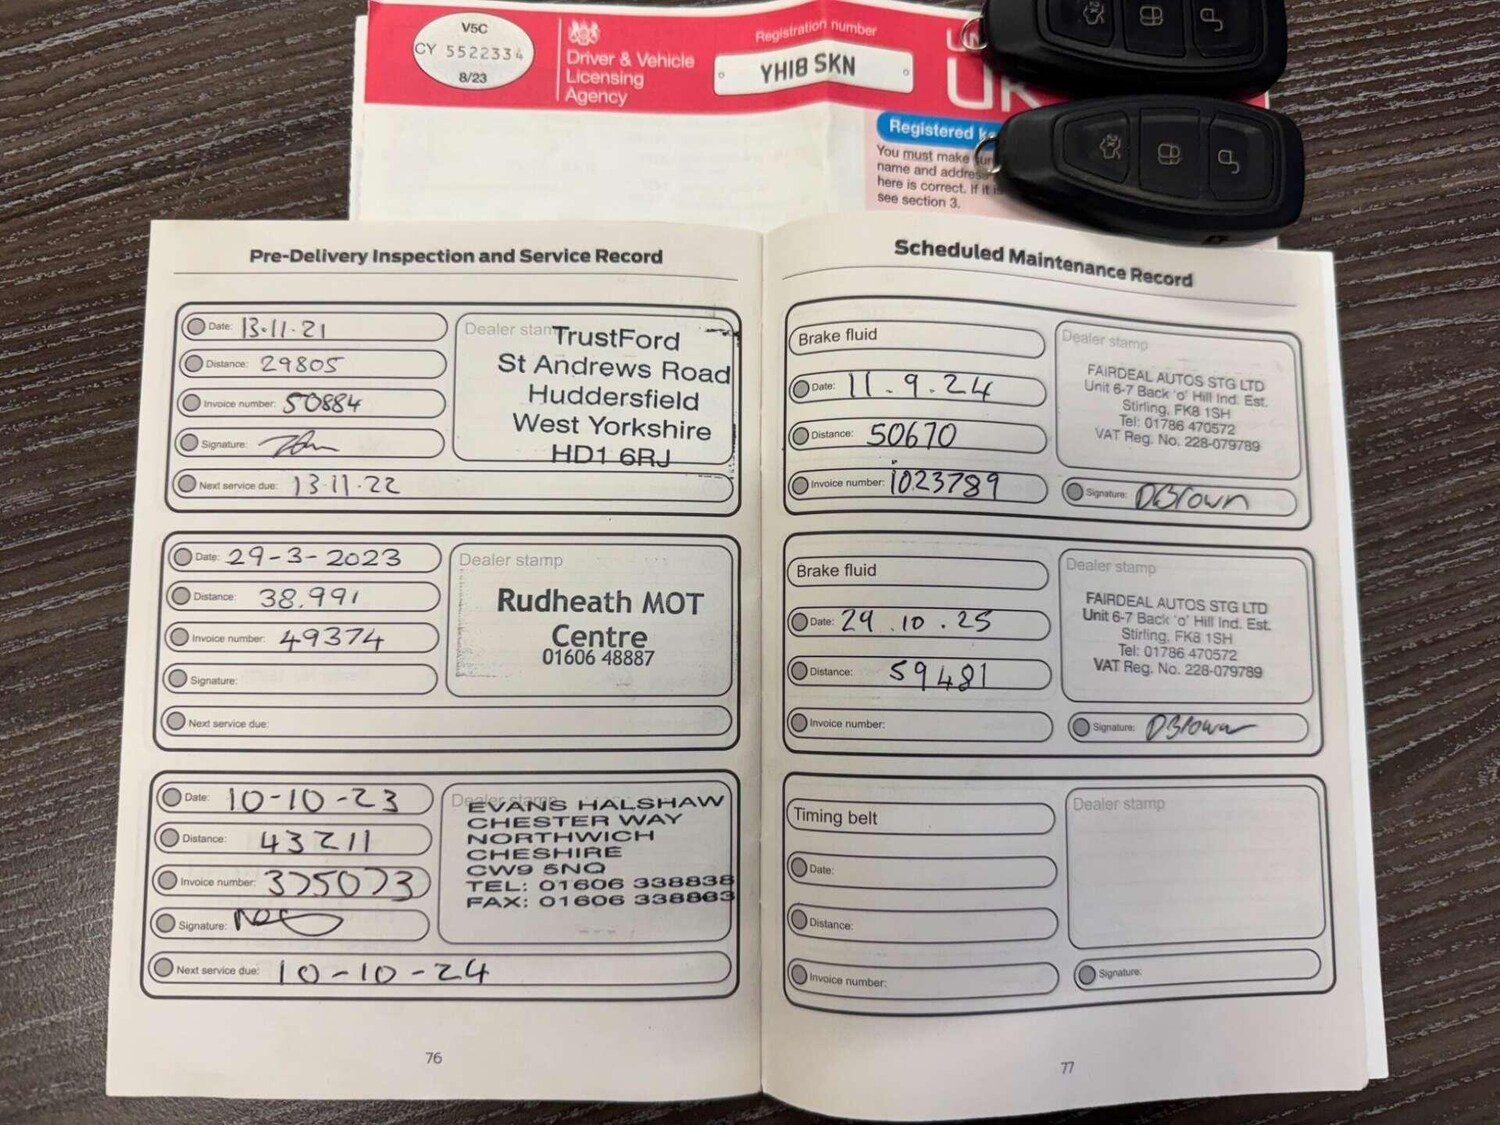 V5C
CY 5522334
8/23
Driver & Vehicle
Licensing
Agency
Registration number
YH18 SKN
UK
Registered
You must make
name and address
here is correct. If it is
see section 3.
Pre-Delivery Inspection and Service Record
Date: 13·11·21
Distance: 29805
Invoice number: 50884
Signature:
Next service due: 13·11·22
Dealer stamp
TrustFord
St Andrews Road
Huddersfield
West Yorkshire
HD1 6RJ
Date: 29-3-2023
Distance: 38.991
Invoice number: 49374
Signature:
Next service due:
Dealer stamp
Rudheath MOT
Centre
01606 48887
Date: 10-10-23
Distance: 43211
Invoice number: 375073
Signature:
Next service due: 10-10-24
Dealer stamp
EVANS HALSHAW
CHESTER WAY
NORTHWICH
CHESHIRE
CW9 5NQ
TEL: 01606 338838
FAX: 01606 338863
76
Scheduled Maintenance Record
Brake fluid
Date: 11.9.24
Distance: 50670
Invoice number: 1023789
Dealer stamp
FAIRDEAL AUTOS STG LTD
Unit 6-7 Back 'o' Hill Ind. Est.
Stirling, FK8 1SH
Tel: 01786 470572
VAT Reg. No. 228-079789
Signature: DBrown
Brake fluid
Date: 29.10.25
Distance: 59481
Invoice number:
Dealer stamp
FAIRDEAL AUTOS STG LTD
Unit 6-7 Back 'o' Hill Ind. Est.
Stirling, FK8 1SH
Tel: 01786 470572
VAT Reg. No. 228-079789
Signature: DBrown
Timing belt
Date:
Distance:
Invoice number:
Dealer stamp
Signature:
77